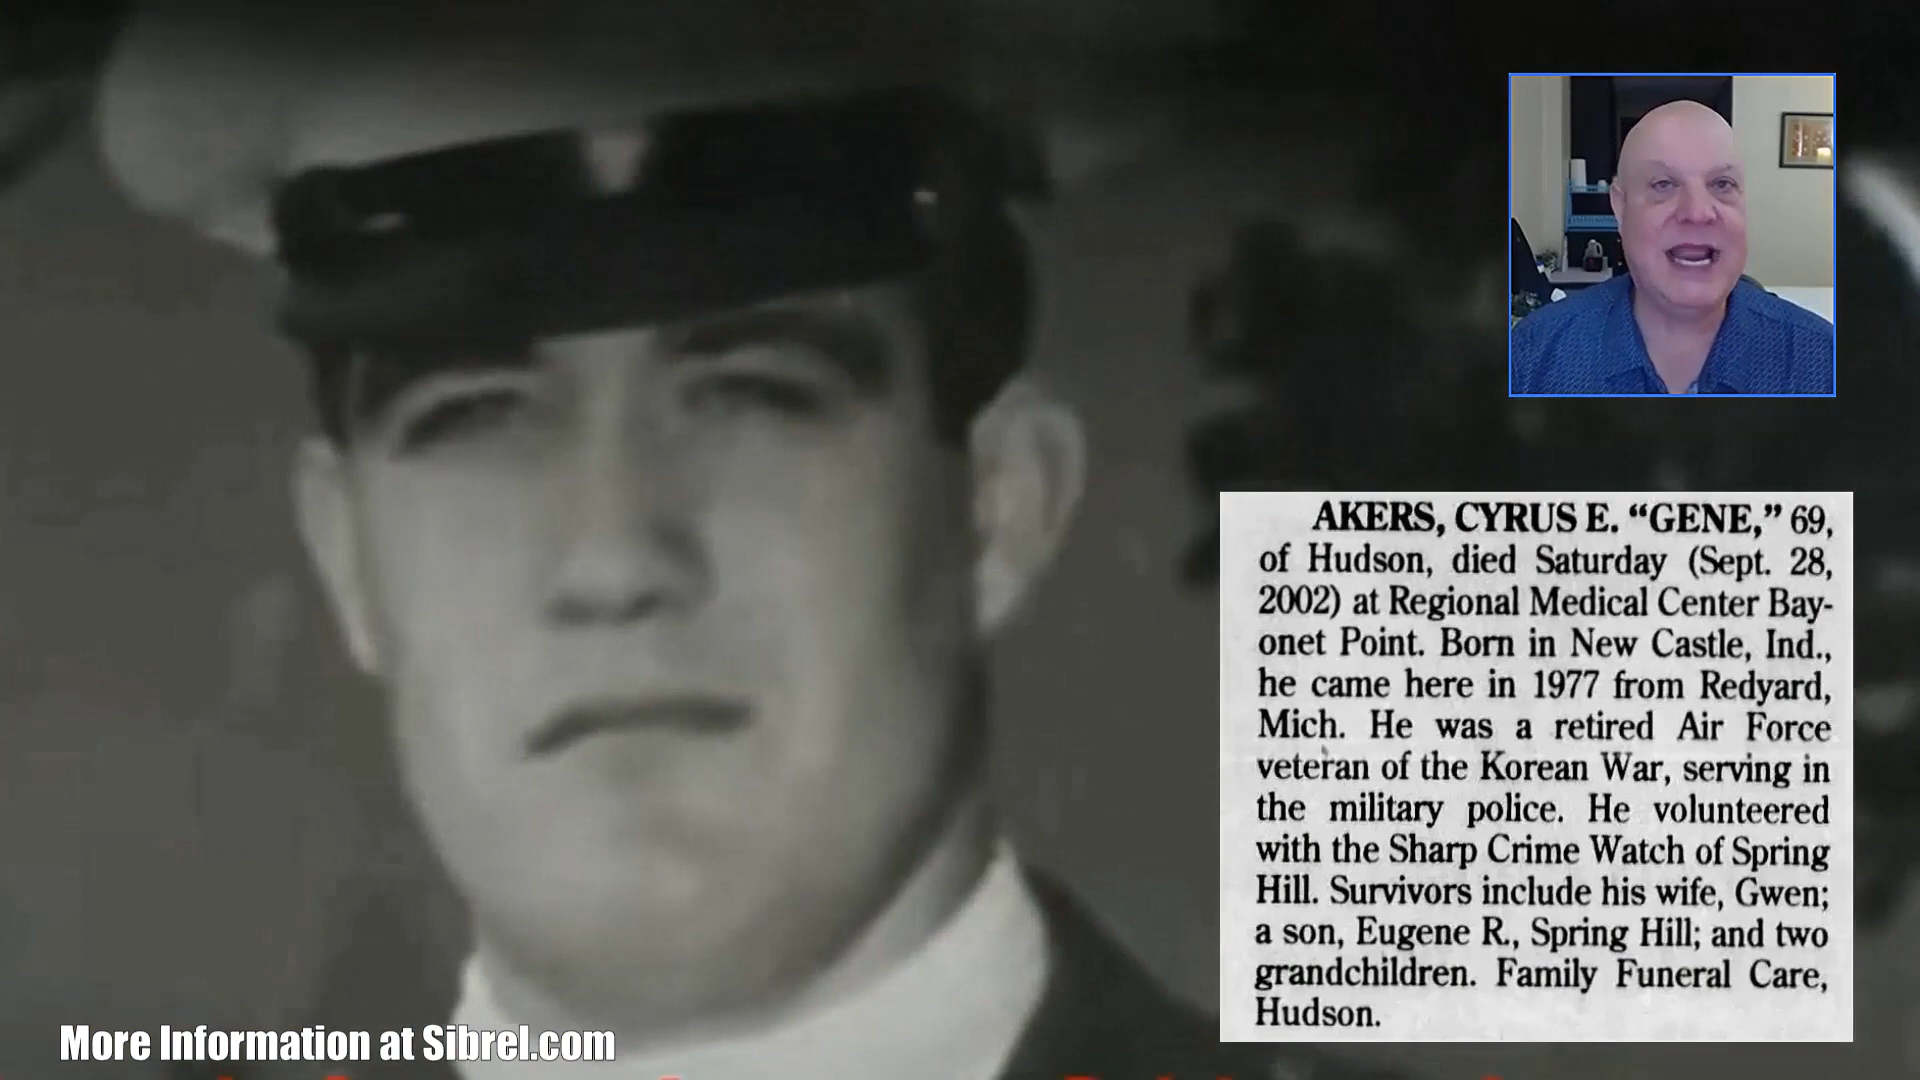 AKERS, CYRUS E. “GENE,” 69,
of Hudson, died Saturday (Sept. 28,
2002) at Regional Medical Center Bay-
onet Point. Born in New Castle, Ind.,
he came here in 1977 from Redyard,
Mich. He was a retired Air Force
veteran of the Korean War, serving in
the military police. He volunteered
with the Sharp Crime Watch of Spring
Hill. Survivors include his wife, Gwen;
a son, Eugene R., Spring Hill; and two
grandchildren. Family Funeral Care,
Hudson.
More Information at Sibrel.com